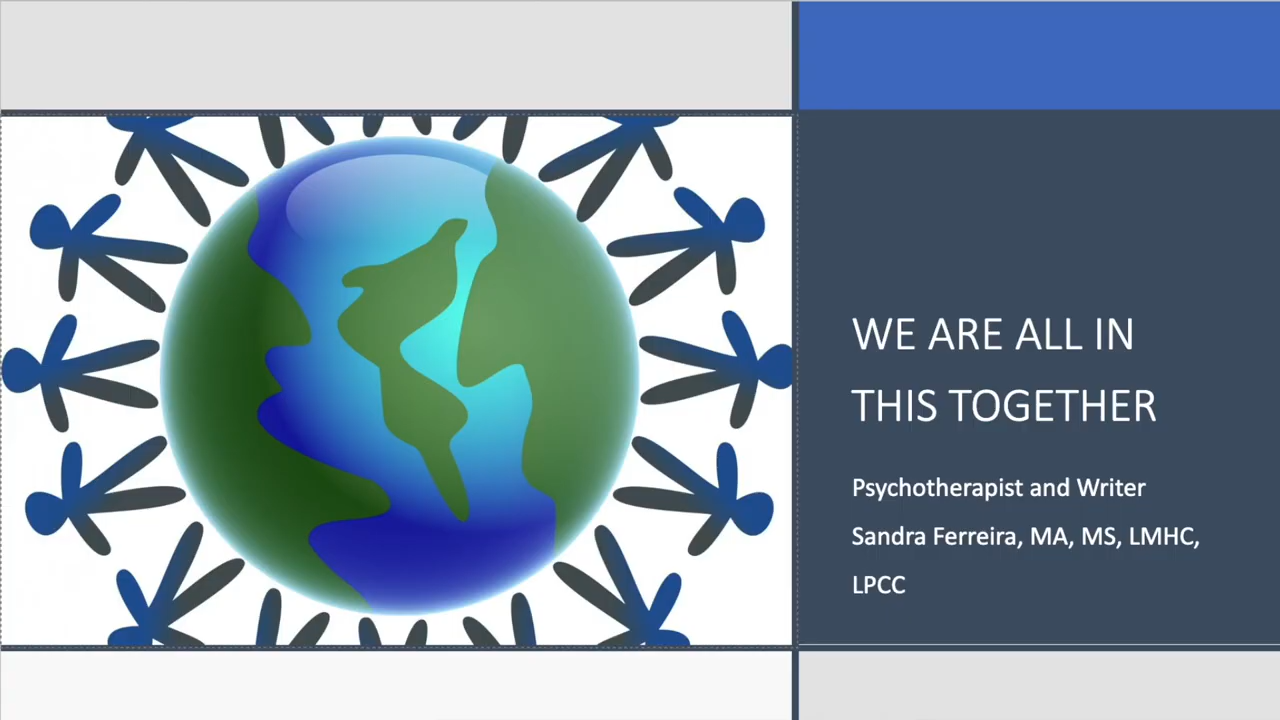 WE ARE ALL IN
THIS TOGETHER
Psychotherapist and Writer
Sandra Ferreira, MA, MS, LMHC,
LPCC